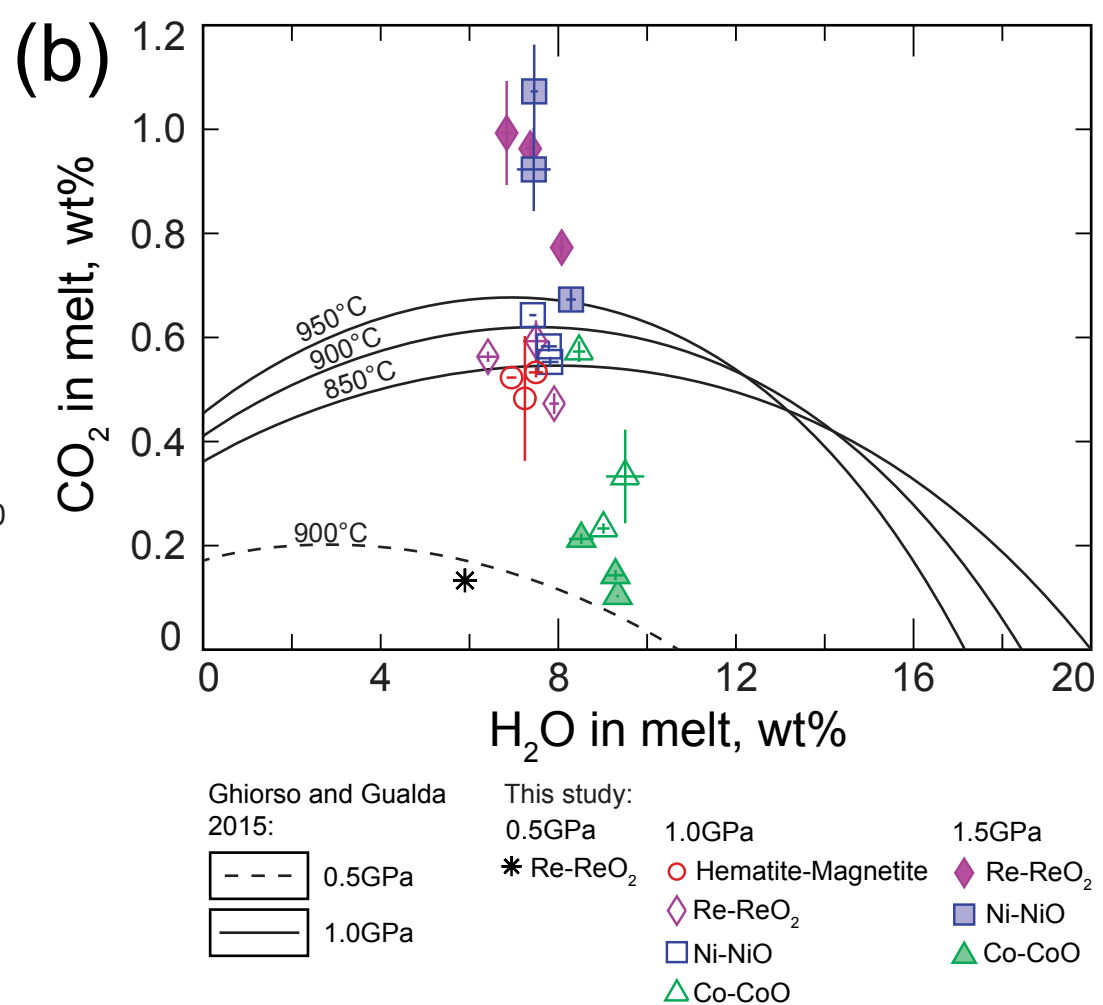 (b)
1.2
1.0
0.8
0.6
0.4
0.2
0
CO2 in melt, wt%
950°C
900°C
850°C
900°C
0
0 4 8 12 16 20
H2O in melt, wt%
Ghiorso and Gualda
2015:
0.5GPa
1.0GPa
This study:
0.5GPa
Re-ReO2
1.0GPa
Hematite-Magnetite
Re-ReO2
Ni-NiO
Co-CoO
1.5GPa
Re-ReO2
Ni-NiO
Co-CoO